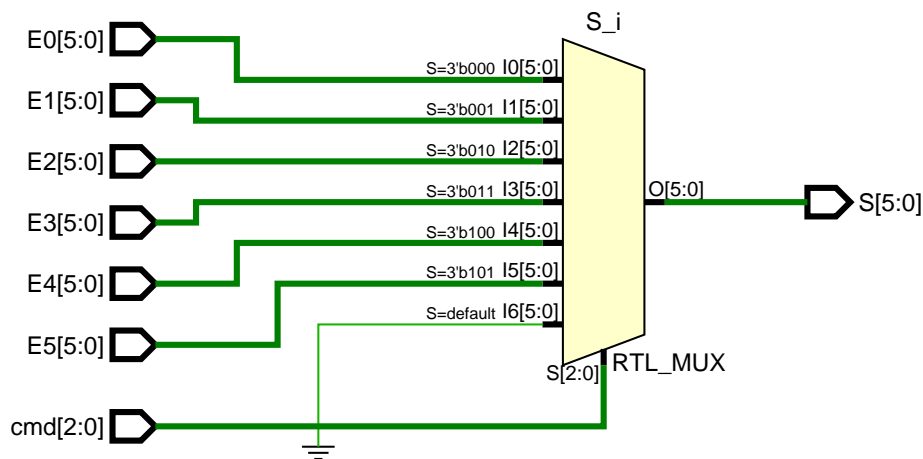 S_i
E0[5:0]
S=3'b000 I0[5:0]
E1[5:0]
S=3'b001 I1[5:0]
E2[5:0]
S=3'b010 I2[5:0]
E3[5:0]
S=3'b011 I3[5:0]
O[5:0]
S[5:0]
E4[5:0]
S=3'b100 I4[5:0]
S=3'b101 I5[5:0]
S=default I6[5:0]
E5[5:0]
S[2:0]
RTL_MUX
cmd[2:0]